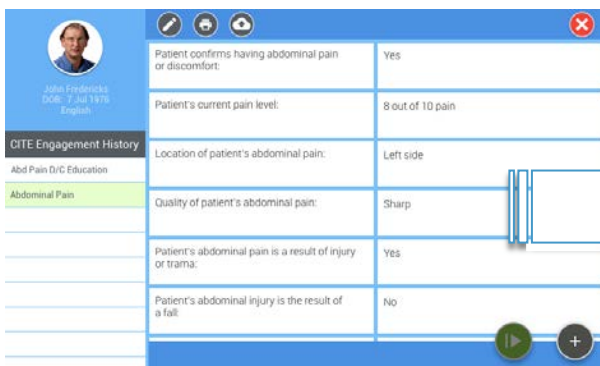 John Fredericks
DOB: 7 Jul 1976
English
CITE Engagement History
Abd Pain D/C Education
Abdominal Pain
Patient confirms having abdominal pain
or discomfort:
Yes
Patient's current pain level:
8 out of 10 pain
Location of patient's abdominal pain:
Left side
Quality of patient's abdominal pain:
Sharp
Patient's abdominal pain is a result of injury
or trama:
Yes
Patient's abdominal injury is the result of
a fall:
No